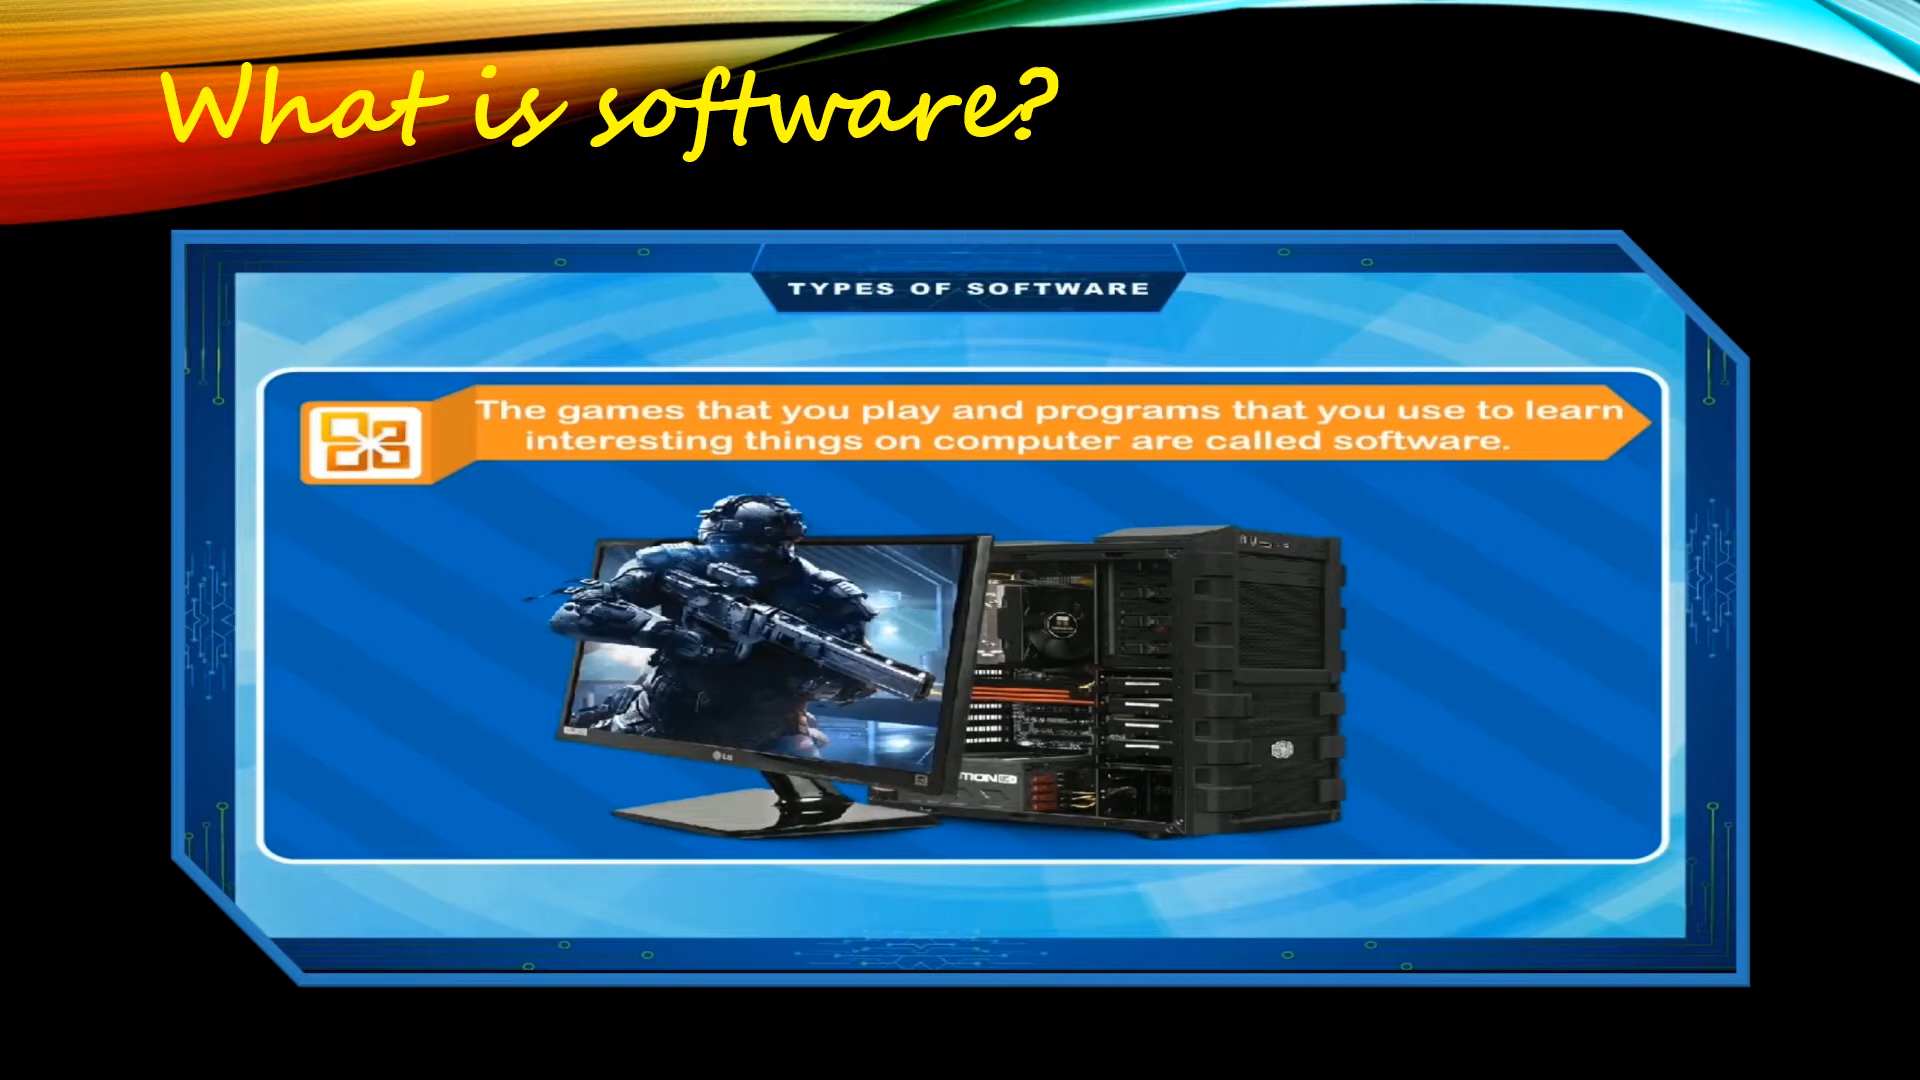 What is software?
TYPES OF SOFTWARE
The games that you play and programs that you use to learn
interesting things on computer are called software.
LG